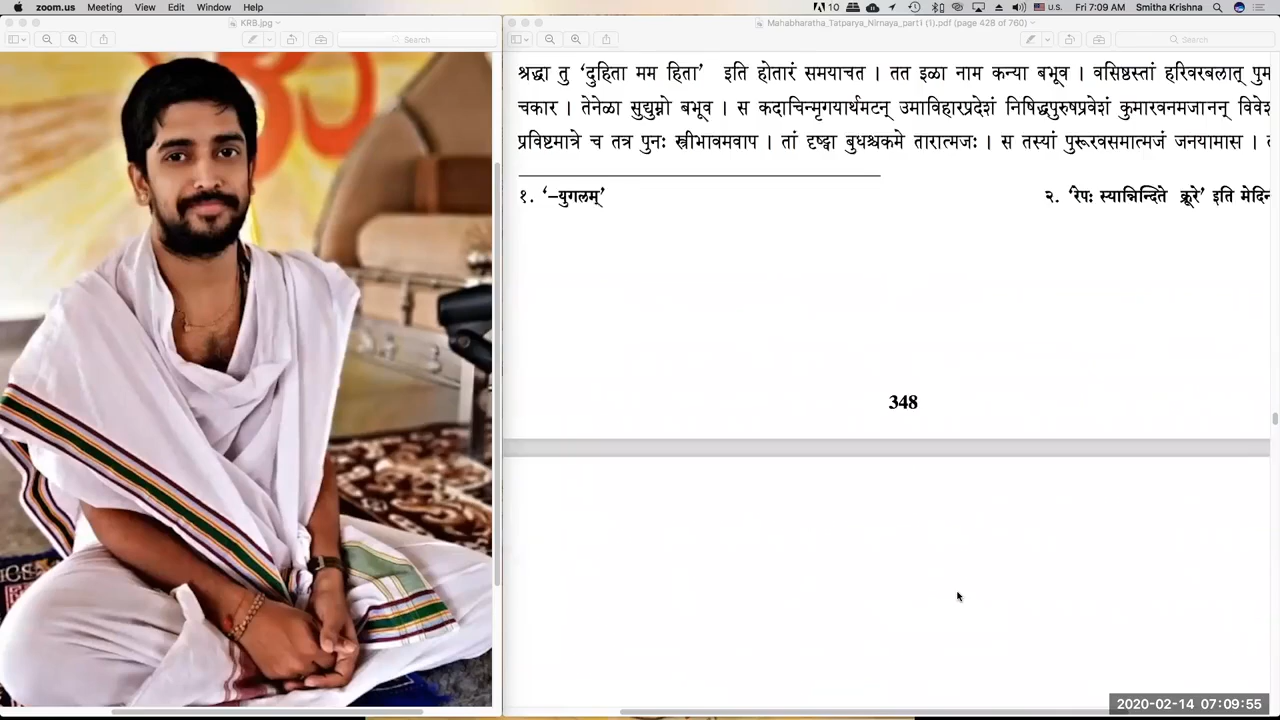 zoom.us Meeting View Edit Window Help
10 U.S. Fri 7:09 AM Smitha Krishna
KRB.jpg
Search
Mahabharatha_Tatparya_Nirnaya_part1 (1).pdf (page 428 of 760)
Search
श्रद्धा तु ‘दुहिता मम हिता’ इति होतारं समयाचत । तत इळा नाम कन्या बभूव । वसिष्ठस्तां हरिवरबलात् पुम
चकार । तेनेळा सुद्युम्नो बभूव । स कदाचिन्मृगयार्थमटन् उमाविहारप्रदेशं निषिद्धपुरुषप्रवेशं कुमारवनमजानन् विवेश
प्रविष्टमात्रे च तत्र पुनः स्त्रीभावमवाप । तां दृष्ट्वा बुधश्चकमे तारात्मजः । स तस्यां पुरूरवसमात्मजं जनयामास ।
१. ‘–युगलम्’
२. ‘रेपः स्यान्निन्दिते क्रूरे’ इति मेदिन
348
2020-02-14 07:09:55